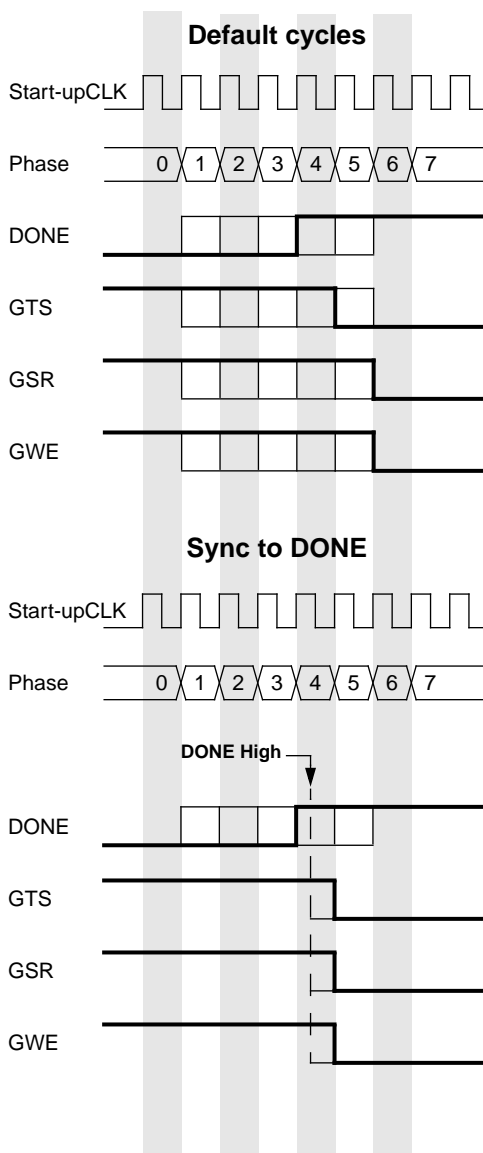 Default cycles
Start-upCLK
Phase 0 1 2 3 4 5 6 7
DONE
GTS
GSR
GWE
Sync to DONE
Start-upCLK
Phase 0 1 2 3 4 5 6 7
DONE High
DONE
GTS
GSR
GWE